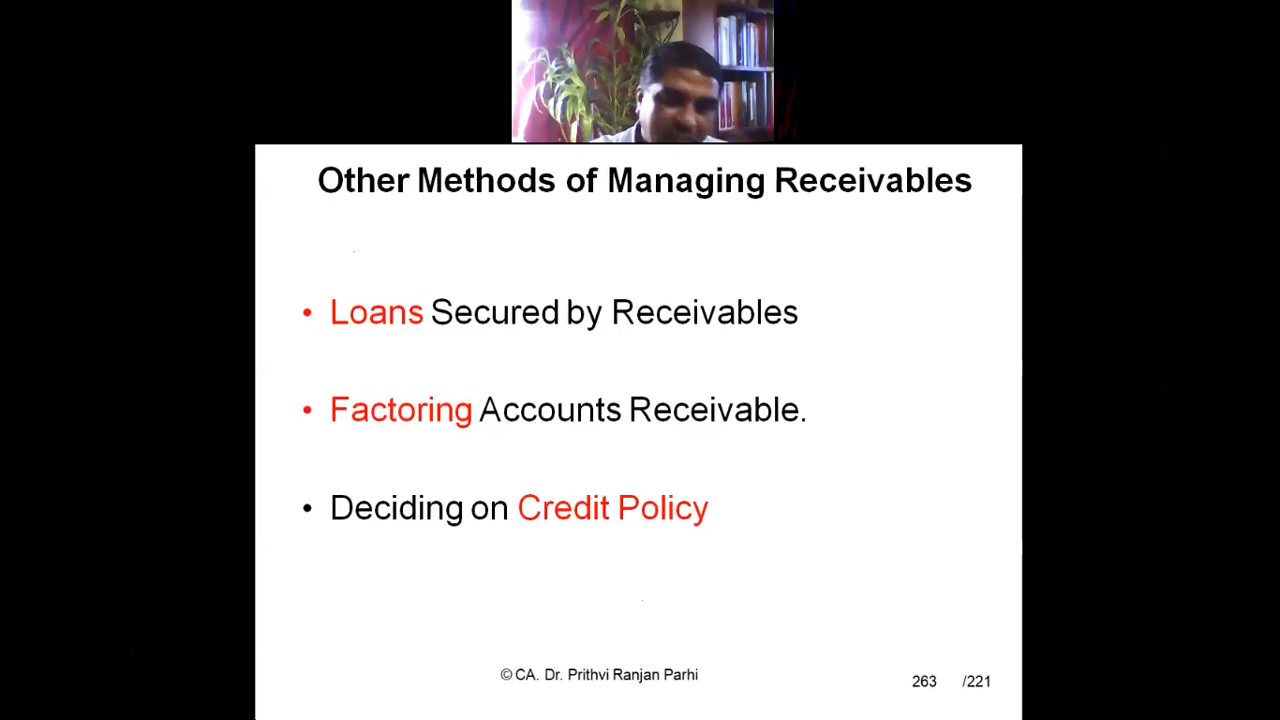 Other Methods of Managing Receivables
• Loans Secured by Receivables
• Factoring Accounts Receivable.
• Deciding on Credit Policy
© CA. Dr. Prithvi Ranjan Parhi
263 /221